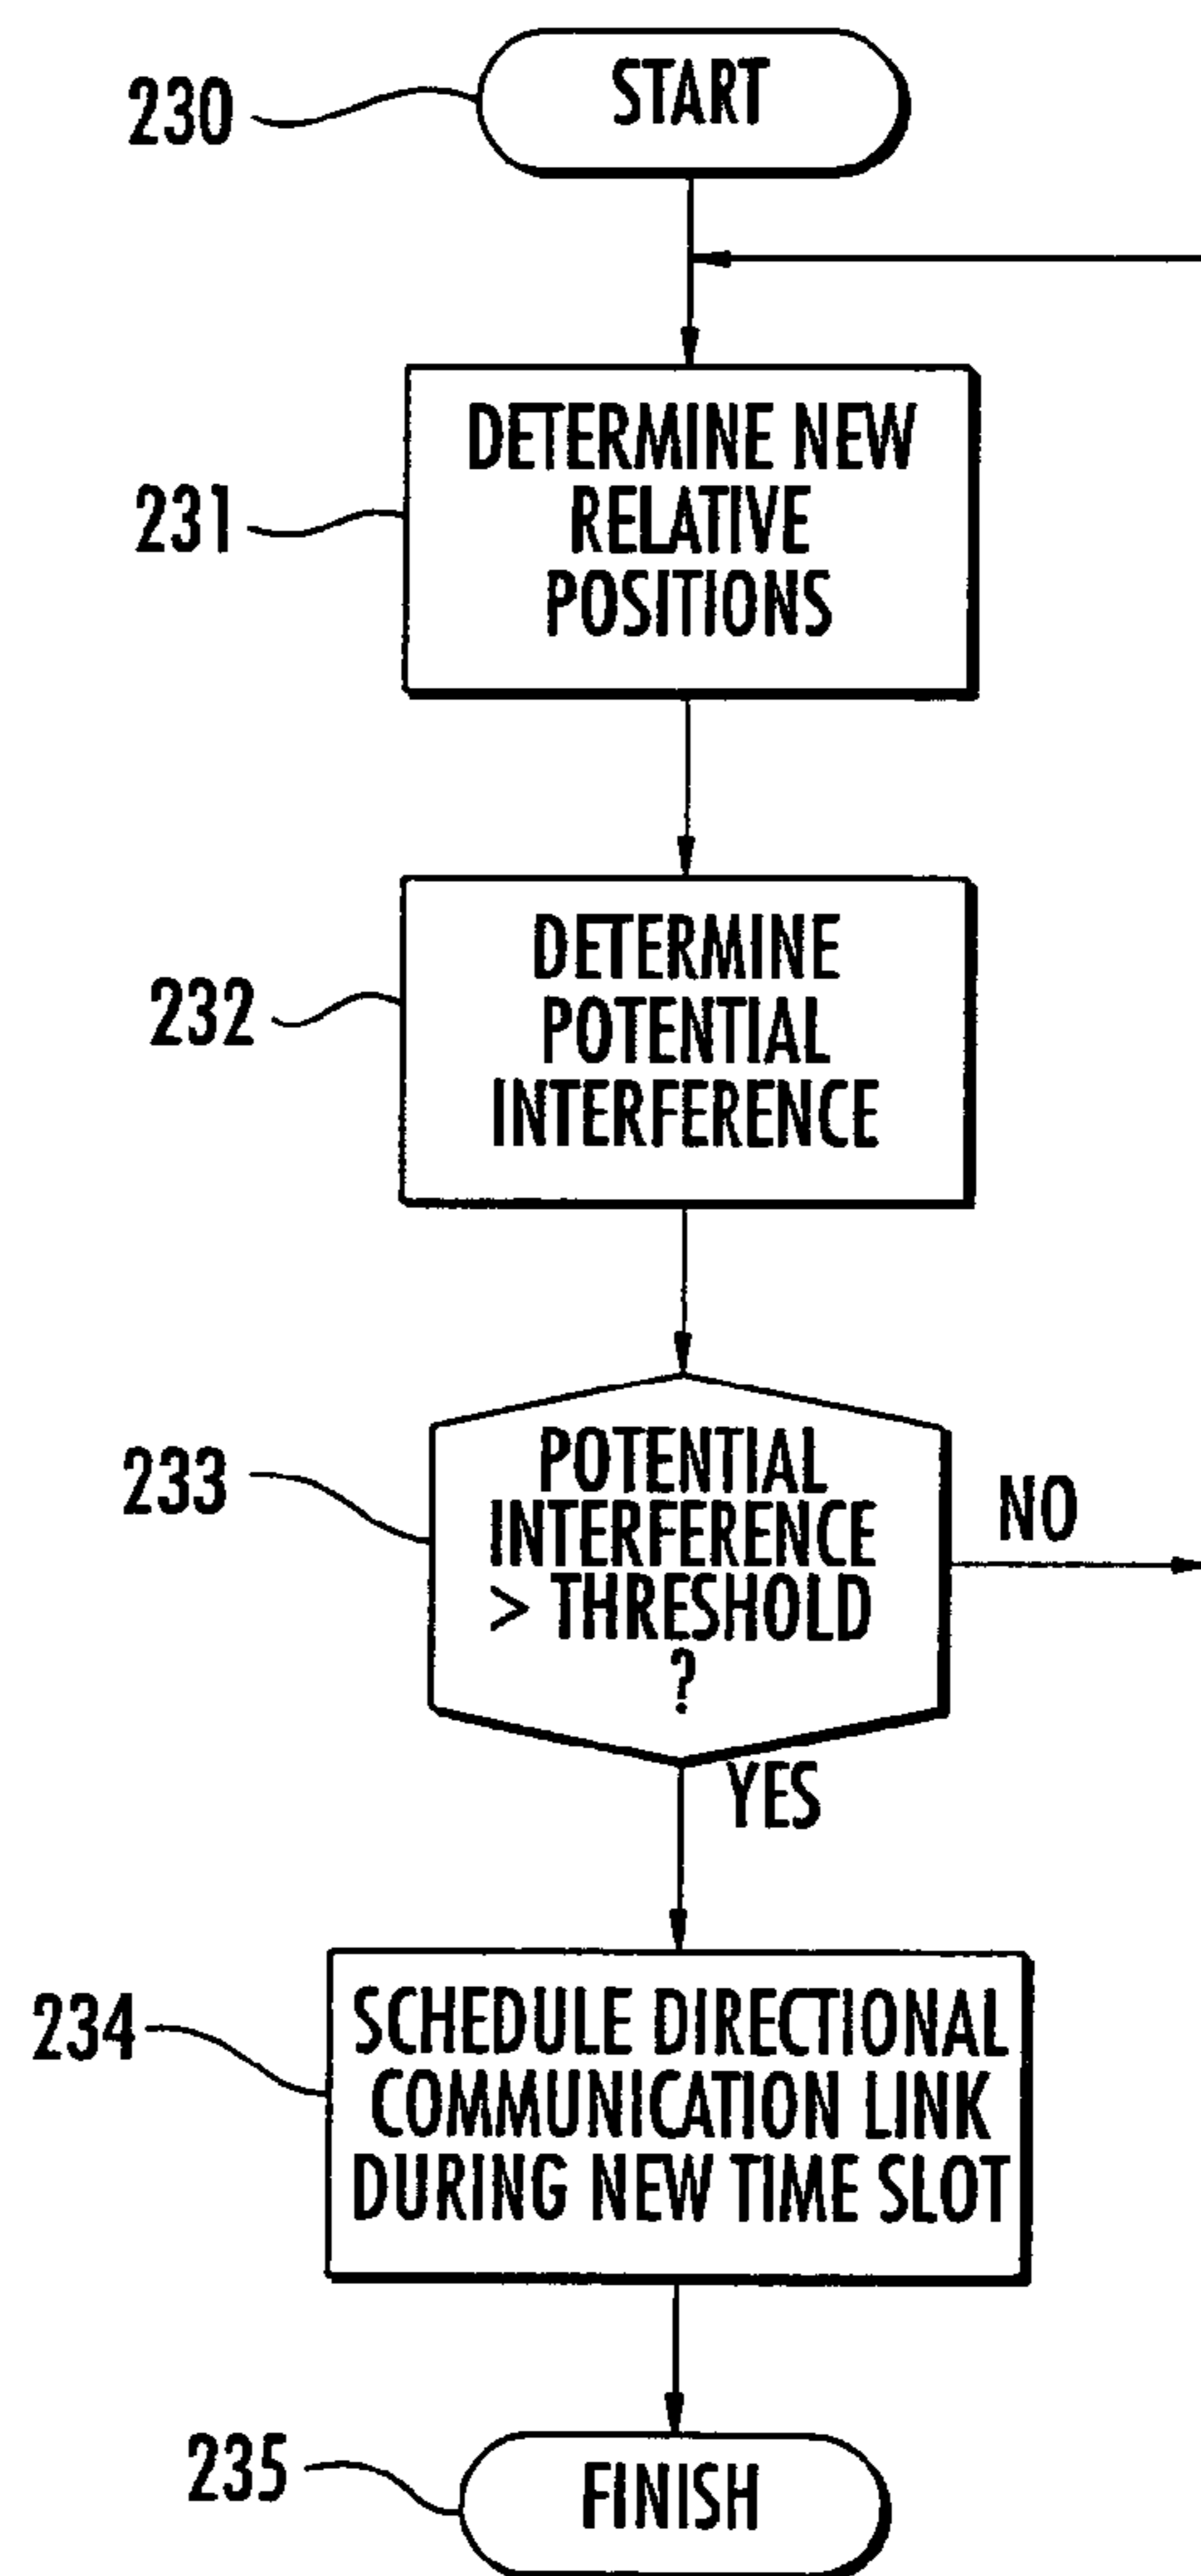 230
START
231
DETERMINE NEW
RELATIVE
POSITIONS
232
DETERMINE
POTENTIAL
INTERFERENCE
233
POTENTIAL
INTERFERENCE
> THRESHOLD
?
NO
YES
234
SCHEDULE DIRECTIONAL
COMMUNICATION LINK
DURING NEW TIME SLOT
235
FINISH